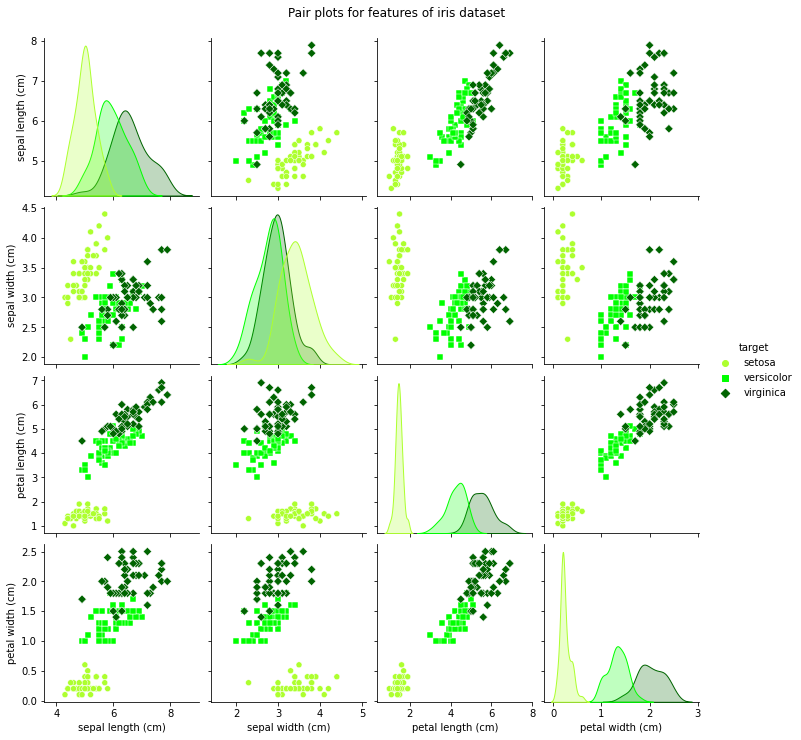 Pair plots for features of iris dataset
sepal length (cm)
8
7
6
5
sepal width (cm)
4.5
4.0
3.5
3.0
2.5
2.0
target
setosa
versicolor
virginica
petal length (cm)
7
6
5
4
3
2
1
petal width (cm)
2.5
2.0
1.5
1.0
0.5
0.0
4 6 8
2 3 4 5
2 4 6 8
0 1 2 3
sepal length (cm) sepal width (cm) petal length (cm) petal width (cm)